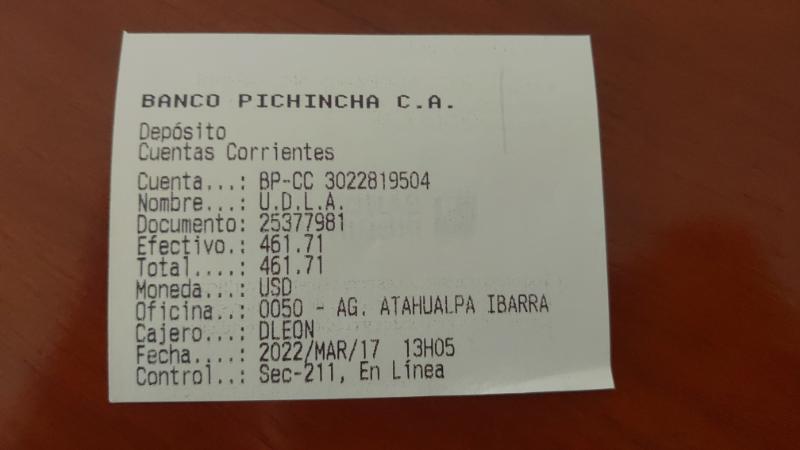 BANCO PICHINCHA C.A.
Depósito
Cuentas Corrientes
Cuenta...: BP-CC 3022819504
Nombre...: U.D.L.A.
Documento: 25377981
Efectivo.: 461.71
Total....: 461.71
Moneda...: USD
Oficina..: 0050 - AG. ATAHUALPA IBARRA
Cajero...: DLEON
Fecha....: 2022/MAR/17 13H05
Control..: Sec-211, En Línea